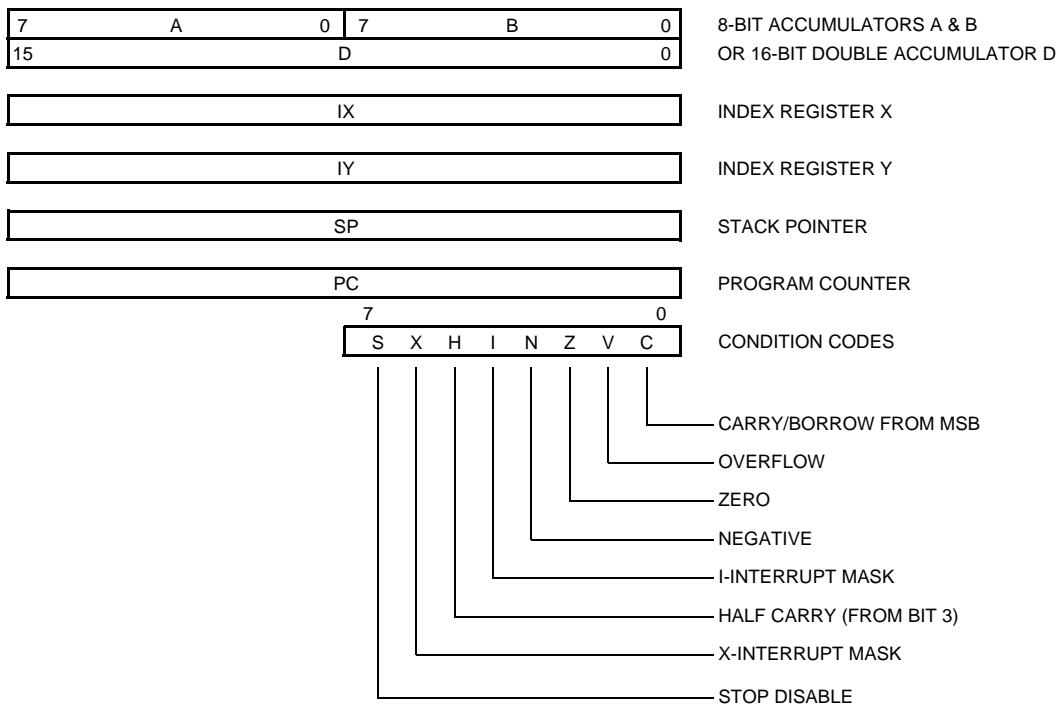 7 A 0 7 B 0 8-BIT ACCUMULATORS A & B
15 D 0 OR 16-BIT DOUBLE ACCUMULATOR D
IX INDEX REGISTER X
IY INDEX REGISTER Y
SP STACK POINTER
PC PROGRAM COUNTER
7 0
S X H I N Z V C CONDITION CODES
CARRY/BORROW FROM MSB
OVERFLOW
ZERO
NEGATIVE
I-INTERRUPT MASK
HALF CARRY (FROM BIT 3)
X-INTERRUPT MASK
STOP DISABLE